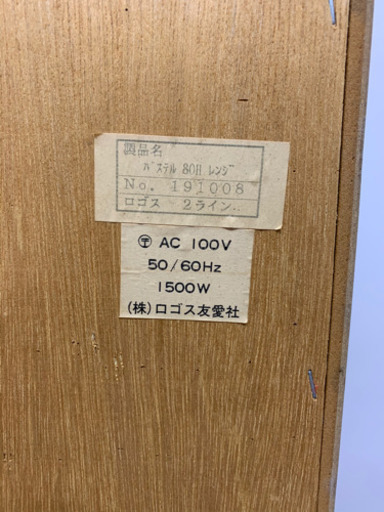 製品名
パステル 80H レンジ
No. 191008
ロゴス 2ライン
〒 AC 100V
50/60Hz
1500W
(株)ロゴス友愛社